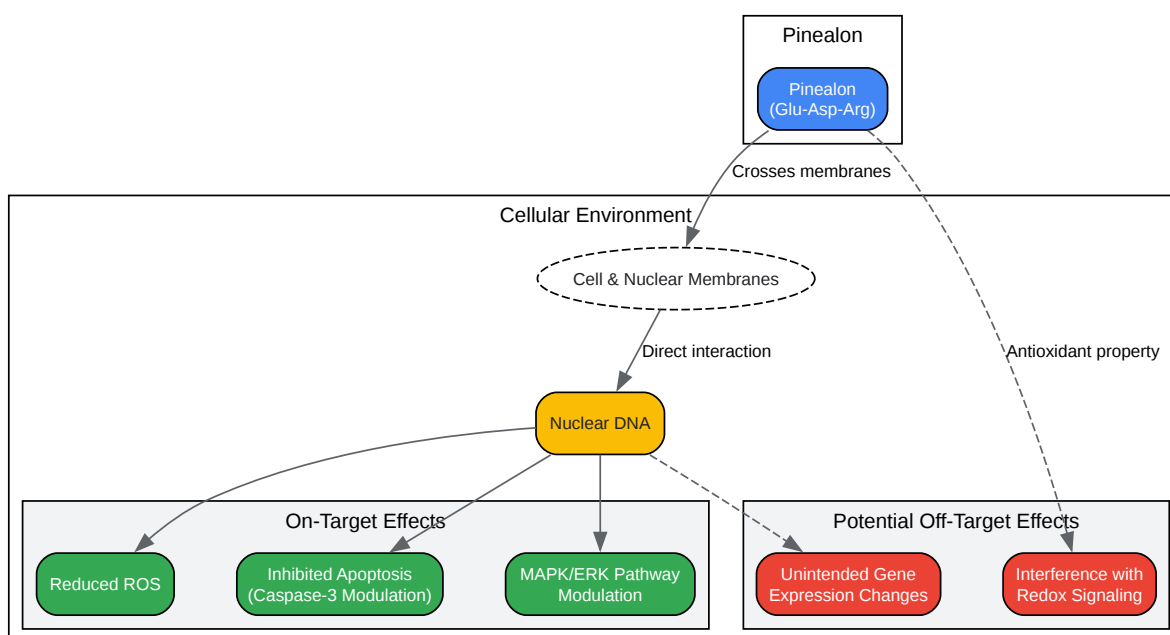 Pinealon
Pinealon
(Glu-Asp-Arg)
Crosses membranes
Cellular Environment
Cell & Nuclear Membranes
Direct interaction
Antioxidant property
Nuclear DNA
On-Target Effects
Potential Off-Target Effects
Reduced ROS
Inhibited Apoptosis
(Caspase-3 Modulation)
MAPK/ERK Pathway
Modulation
Unintended Gene
Expression Changes
Interference with
Redox Signaling